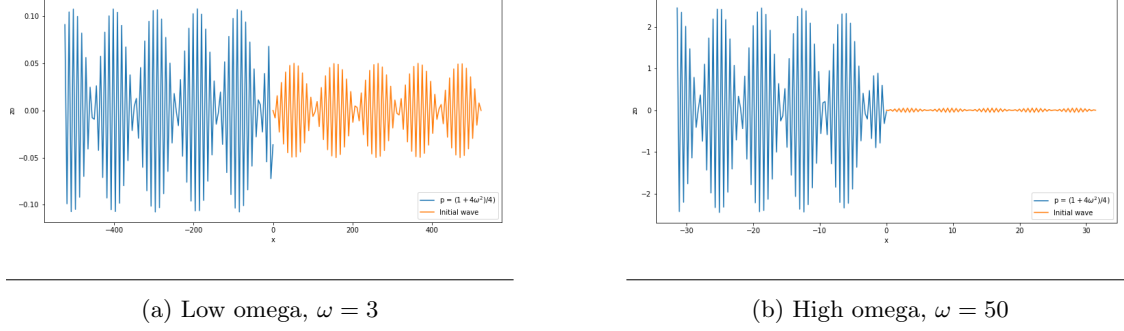 0.10
0.05
0.00
−0.05
−0.10
z0
−400
−200
0
200
400
x
p = (1 + 4ω²)/4)
Initial wave
2
1
0
−1
−2
z0
−30
−20
−10
0
10
20
30
x
p = (1 + 4ω²)/4)
Initial wave
(a) Low omega, ω = 3
(b) High omega, ω = 50